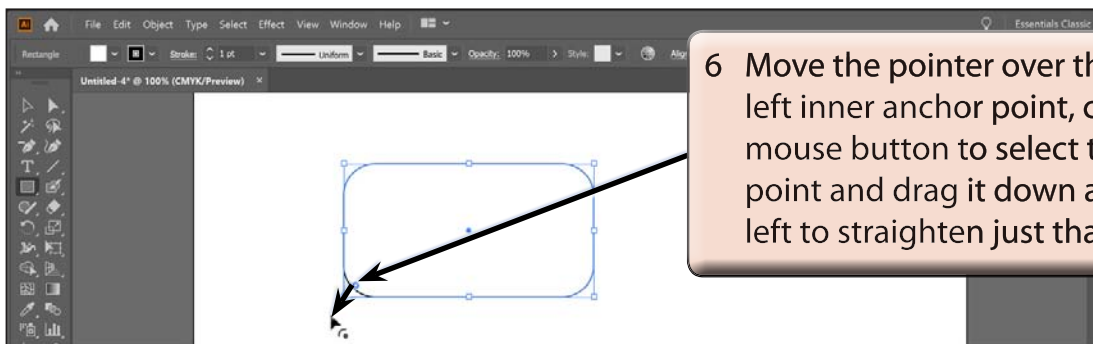 Ai File Edit Object Type Select Effect View Window Help Essentials Classic
Rectangle Stroke: 1 pt Uniform Basic Opacity: 100% Style:
Untitled-4* @ 100% (CMYK/Preview) ×
6 Move the pointer over
left inner anchor point,
mouse button to select
point and drag it down
left to straighten just